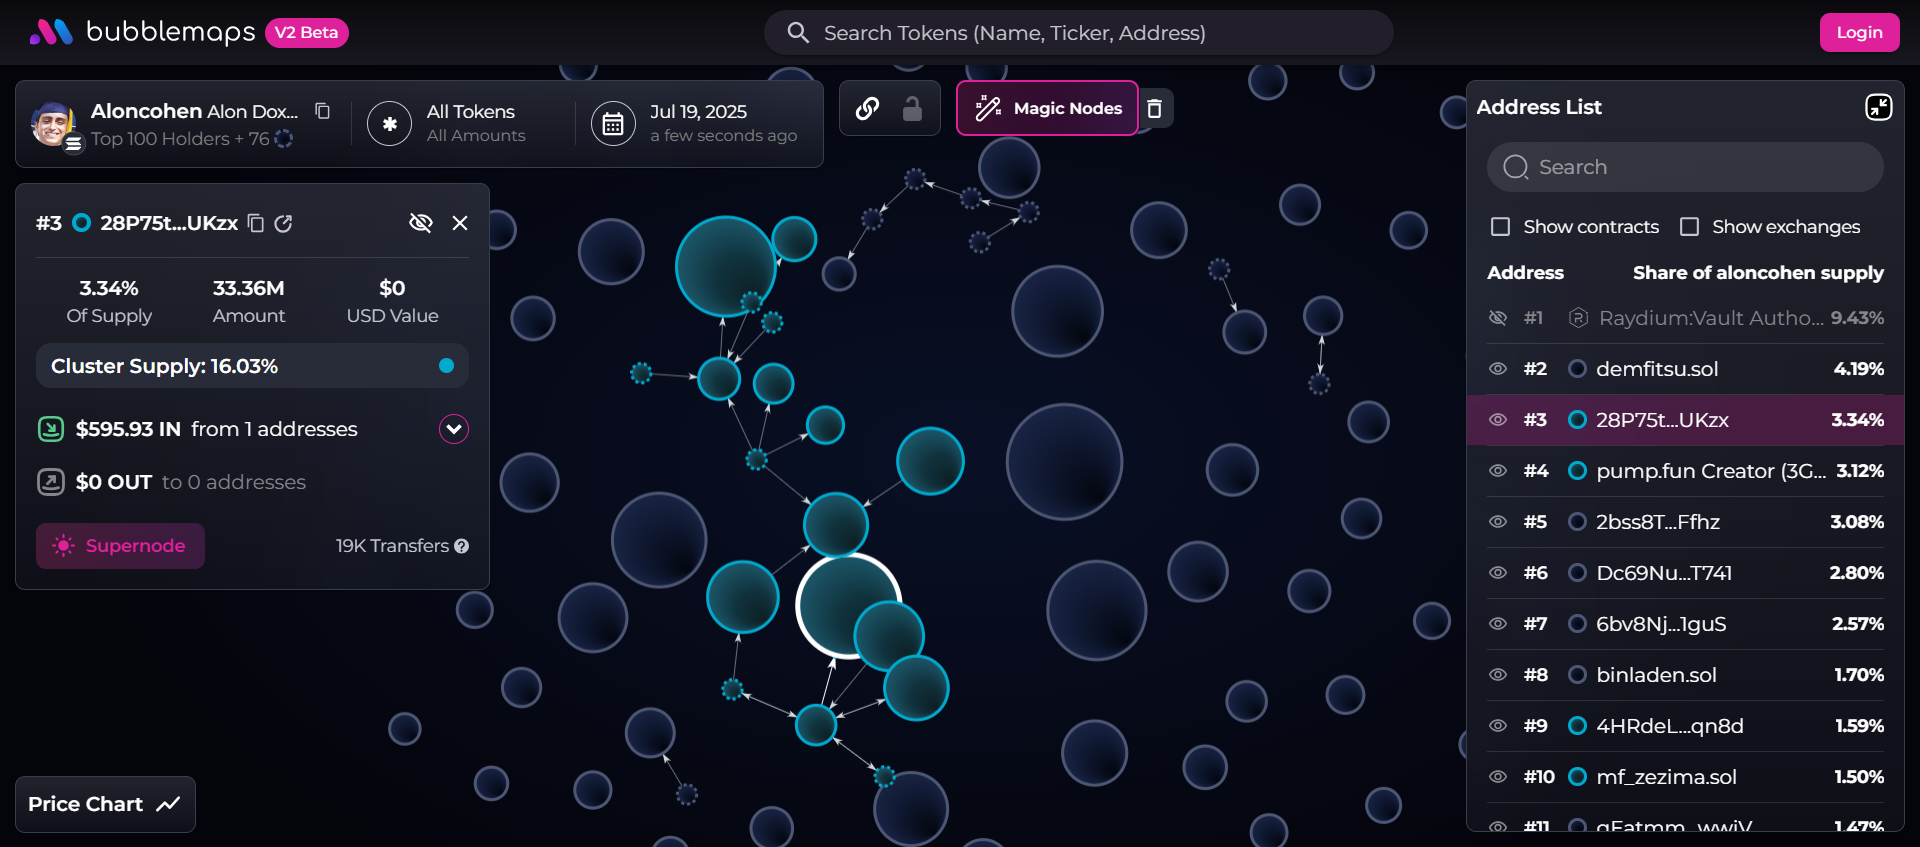 bubblemaps V2 Beta
Search Tokens (Name, Ticker, Address)
Login
Aloncohen Alon Dox...
Top 100 Holders + 76
All Tokens
All Amounts
Jul 19, 2025
a few seconds ago
Magic Nodes
#3 28P75t...UKzx
3.34%
Of Supply
33.36M
Amount
$0
USD Value
Cluster Supply: 16.03%
$595.93 IN from 1 addresses
$0 OUT to 0 addresses
Supernode
19K Transfers ?
Price Chart
Address List
Search
Show contracts Show exchanges
Address Share of aloncohen supply
#1 Raydium:Vault Autho... 9.43%
#2 demfitsu.sol 4.19%
#3 28P75t...UKzx 3.34%
#4 pump.fun Creator (3G... 3.12%
#5 2bss8T...Ffhz 3.08%
#6 Dc69Nu...T741 2.80%
#7 6bv8Nj...1guS 2.57%
#8 binladen.sol 1.70%
#9 4HRdeL...qn8d 1.59%
#10 mf_zezima.sol 1.50%
#11 1.47%